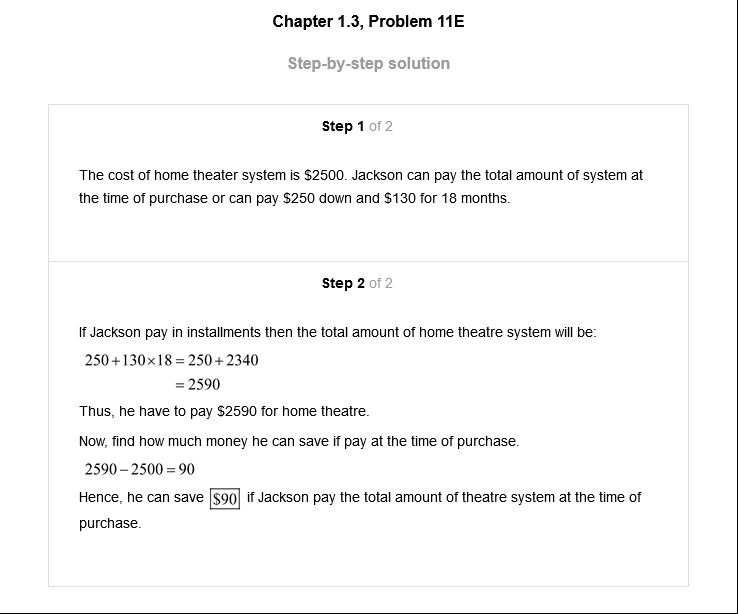 Chapter 1.3, Problem 11E
Step-by-step solution
Step 1 of 2
The cost of home theater system is $2500. Jackson can pay the total amount of system at
the time of purchase or can pay $250 down and $130 for 18 months.
Step 2 of 2
If Jackson pay in installments then the total amount of home theatre system will be:
250+130×18=250+2340
=2590
Thus, he have to pay $2590 for home theatre.
Now, find how much money he can save if pay at the time of purchase.
2590−2500=90
Hence, he can save $90 if Jackson pay the total amount of theatre system at the time of
purchase.